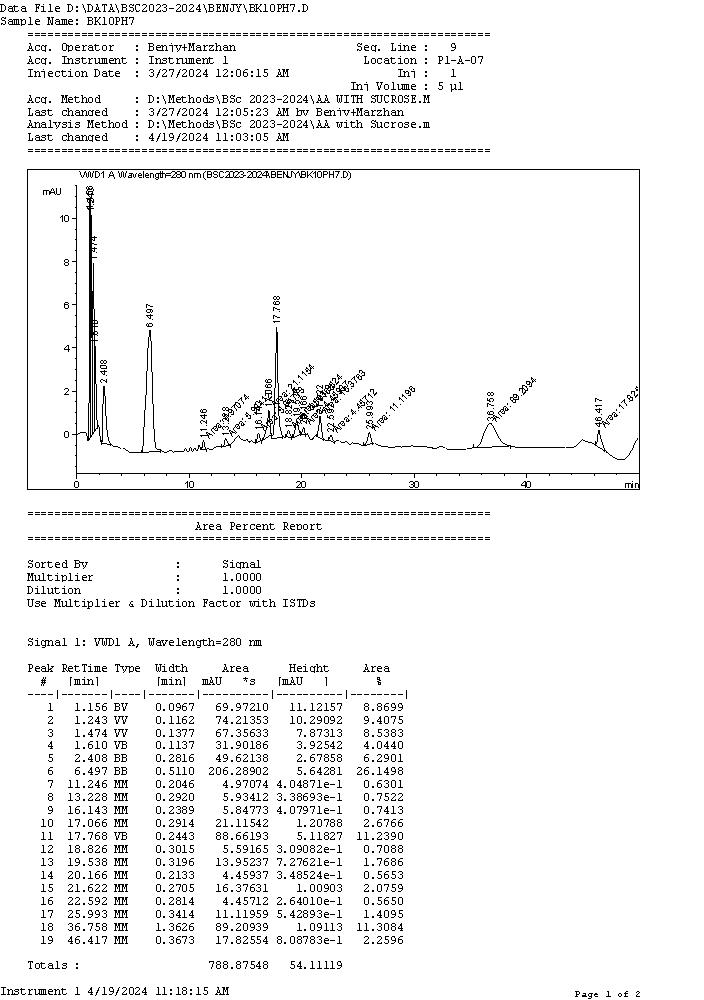 Data File D:\DATA\BSC2023-2024\BENJY\BK10PH7.D
Sample Name: BK10PH7
=====================================================================
Acq. Operator : Benjy+Marzhan Seq. Line : 9
Acq. Instrument : Instrument 1 Location : P1-A-07
Injection Date : 3/27/2024 12:06:15 AM Inj : 1
Inj Volume : 5 µl
Acq. Method : D:\Methods\BSc 2023-2024\AA WITH SUCROSE.M
Last changed : 3/27/2024 12:05:23 AM by Benjy+Marzhan
Analysis Method : D:\Methods\BSc 2023-2024\AA with Sucrose.m
Last changed : 4/19/2024 11:03:05 AM
=====================================================================
VWD1 A, Wavelength=280 nm (BSC2023-2024\BENJY\BK10PH7.D)
mAU
10
8
6
4
2
0
1.474
2.408
6.497
11.246
17.768
25.993
Area: 11.1196
36.758
Area: 89.2094
46.417
0 10 20 30 40 min
=====================================================================
Area Percent Report
=====================================================================
Sorted By : Signal
Multiplier : 1.0000
Dilution : 1.0000
Use Multiplier & Dilution Factor with ISTDs
Signal 1: VWD1 A, Wavelength=280 nm
Peak RetTime Type Width Area Height Area
# [min] [min] mAU *s [mAU ] %
----|-------|----|-------|----------|----------|--------|
1 1.156 BV 0.0967 69.97210 11.12157 8.8699
2 1.243 VV 0.1162 74.21353 10.29092 9.4075
3 1.474 VV 0.1377 67.35633 7.87313 8.5383
4 1.610 VB 0.1137 31.90186 3.92542 4.0440
5 2.408 BB 0.2816 49.62138 2.67858 6.2901
6 6.497 BB 0.5110 206.28902 5.64281 26.1498
7 11.246 MM 0.2046 4.97074 4.04871e-1 0.6301
8 13.228 MM 0.2920 5.93412 3.38693e-1 0.7522
9 16.143 MM 0.2389 5.84773 4.07971e-1 0.7413
10 17.066 MM 0.2914 21.11542 1.20788 2.6766
11 17.768 VB 0.2443 88.66193 5.11827 11.2390
12 18.826 MM 0.3015 5.59165 3.09082e-1 0.7088
13 19.538 MM 0.3196 13.95237 7.27621e-1 1.7686
14 20.166 MM 0.2133 4.45937 3.48524e-1 0.5653
15 21.622 MM 0.2705 16.37631 1.00903 2.0759
16 22.592 MM 0.2814 4.45712 2.64010e-1 0.5650
17 25.993 MM 0.3414 11.11959 5.42893e-1 1.4095
18 36.758 MM 1.3626 89.20939 1.09113 11.3084
19 46.417 MM 0.3673 17.82554 8.08783e-1 2.2596
Totals : 788.87548 54.11119
Instrument 1 4/19/2024 11:18:15 AM Page 1 of 2